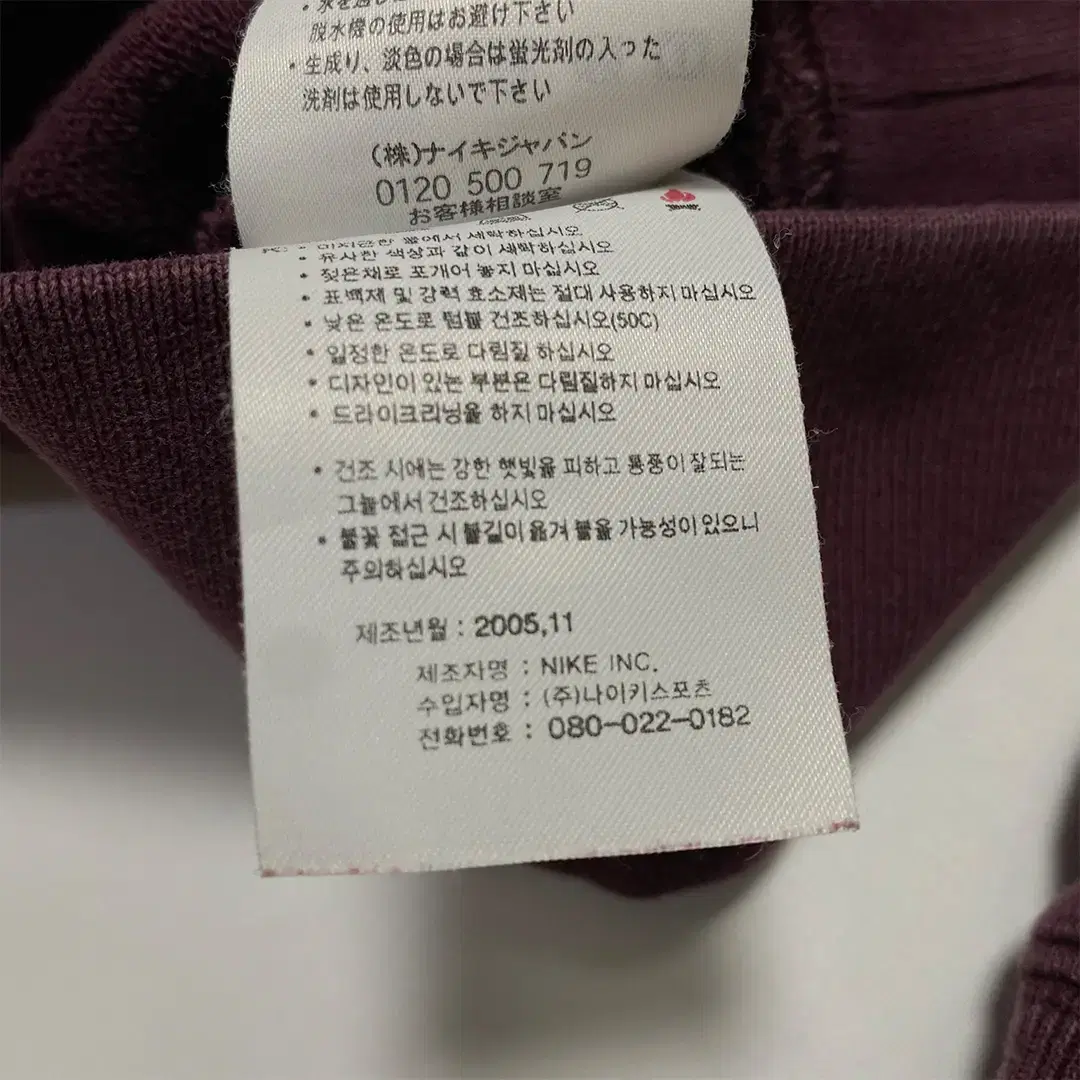 脱水機の使用はお避け下さい
・生成り、淡色の場合は蛍光剤の入った
洗剤は使用しないで下さい
(株)ナイキジャパン
0120 500 719
お客様相談室
• 유사한 색상과 같이 세탁하십시오
• 젖은채로 포개어 놓지 마십시오
• 표백제 및 강력 효소제는 절대 사용하지 마십시오
• 낮은 온도로 텀블 건조하십시오(50C)
• 일정한 온도로 다림질 하십시오
• 디자인이 있는 부분은 다림질하지 마십시오
• 드라이크리닝을 하지 마십시오
• 건조 시에는 강한 햇빛을 피하고 통풍이 잘되는
그늘에서 건조하십시오
• 불꽃 접근 시 불길이 옮겨 붙을 가능성이 있으니
주의하십시오
제조년월 : 2005,11
제조자명 : NIKE INC.
수입자명 : (주)나이키스포츠
전화번호 : 080-022-0182